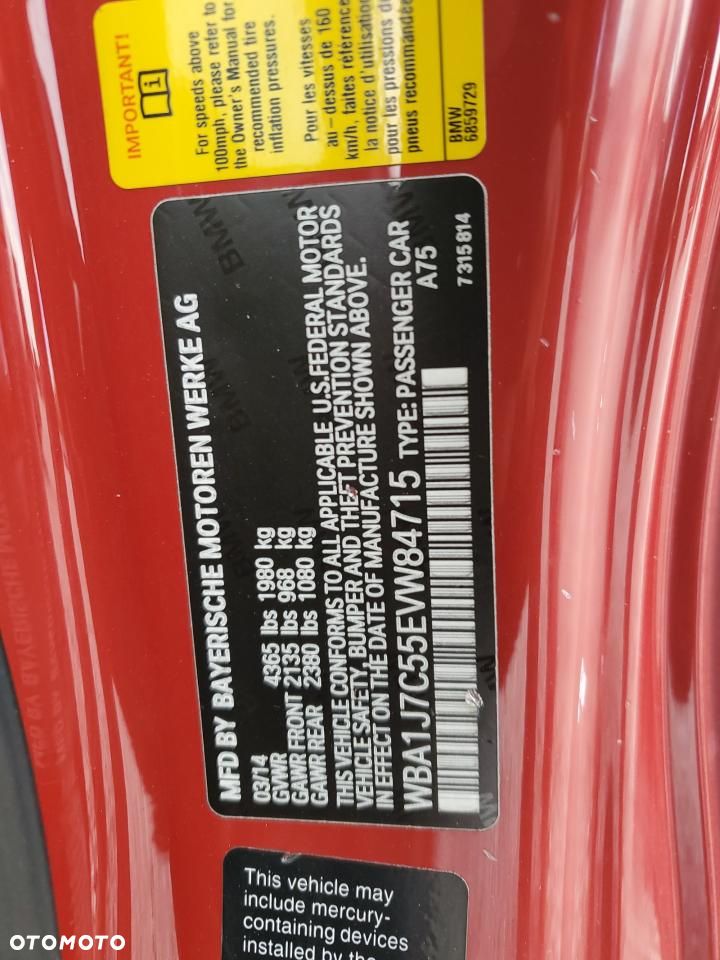 IMPORTANT!
For speeds above
100mph, please refer to
the Owner's Manual for
recommended tire
inflation pressures.
Pour les vitesses
au-dessus de 160
km/h, faites référence
la notice d'utilisation
pour les pressions de
pneus recommandée
BMW
6859729
MFD BY BAYERISCHE MOTOREN WERKE AG
03/14
GVWR 4365 lbs 1980 kg
GAWR FRONT 2135 lbs 968 kg
GAWR REAR 2380 lbs 1080 kg
THIS VEHICLE CONFORMS TO ALL APPLICABLE U.S. FEDERAL MOTOR
VEHICLE SAFETY, BUMPER AND THEFT PREVENTION STANDARDS
IN EFFECT ON THE DATE OF MANUFACTURE SHOWN ABOVE.
WBA1J7C55EVW84715 TYPE: PASSENGER CAR
A75
7 315 814
This vehicle may
include mercury-
containing devices
installed by the
OTOMOTO